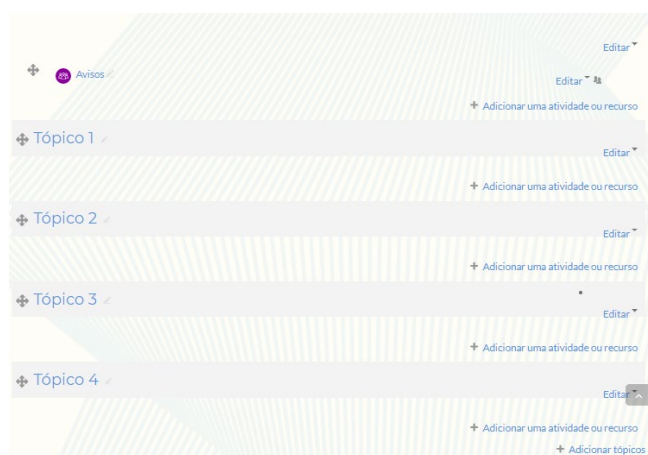 Editar
Avisos
Editar
+ Adicionar uma atividade ou recurso
Tópico 1
Editar
+ Adicionar uma atividade ou recurso
Tópico 2
Editar
+ Adicionar uma atividade ou recurso
Tópico 3
Editar
+ Adicionar uma atividade ou recurso
Tópico 4
Editar
+ Adicionar uma atividade ou recurso
+ Adicionar tópicos